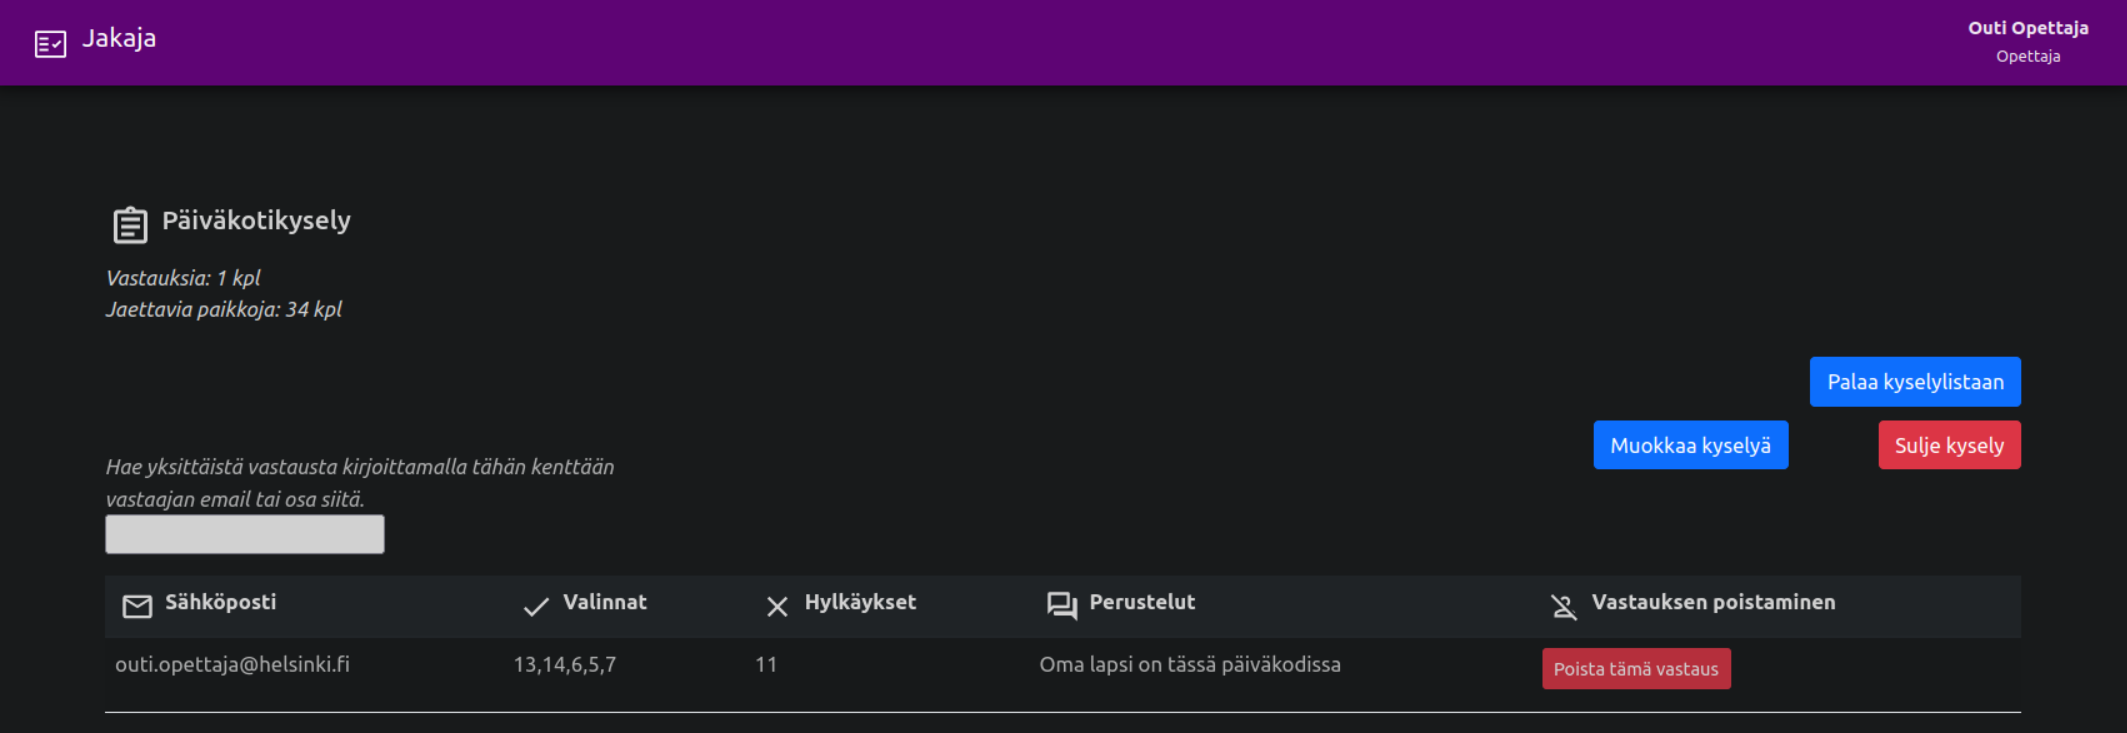 Jakaja
Outi Opettaja
Opettaja
Päiväkotikysely
Vastauksia: 1 kpl
Jaettavia paikkoja: 34 kpl
Palaa kyselylistaan
Muokkaa kyselyä
Sulje kysely
Hae yksittäistä vastausta kirjoittamalla tähän kenttään
vastaajan email tai osa siitä.
Sähköposti Valinnat Hylkäykset Perustelut Vastauksen poistaminen
outi.opettaja@helsinki.fi 13,14,6,5,7 11 Oma lapsi on tässä päiväkodissa Poista tämä vastaus